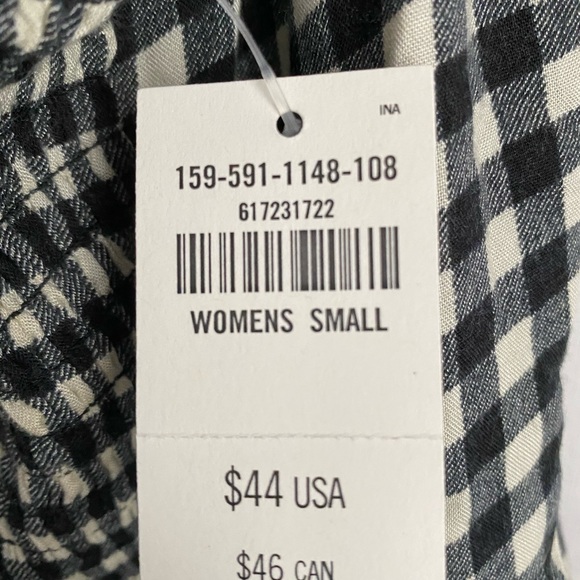 INA
159-591-1148-108
617231722
WOMENS SMALL
$44 USA
$46 CAN